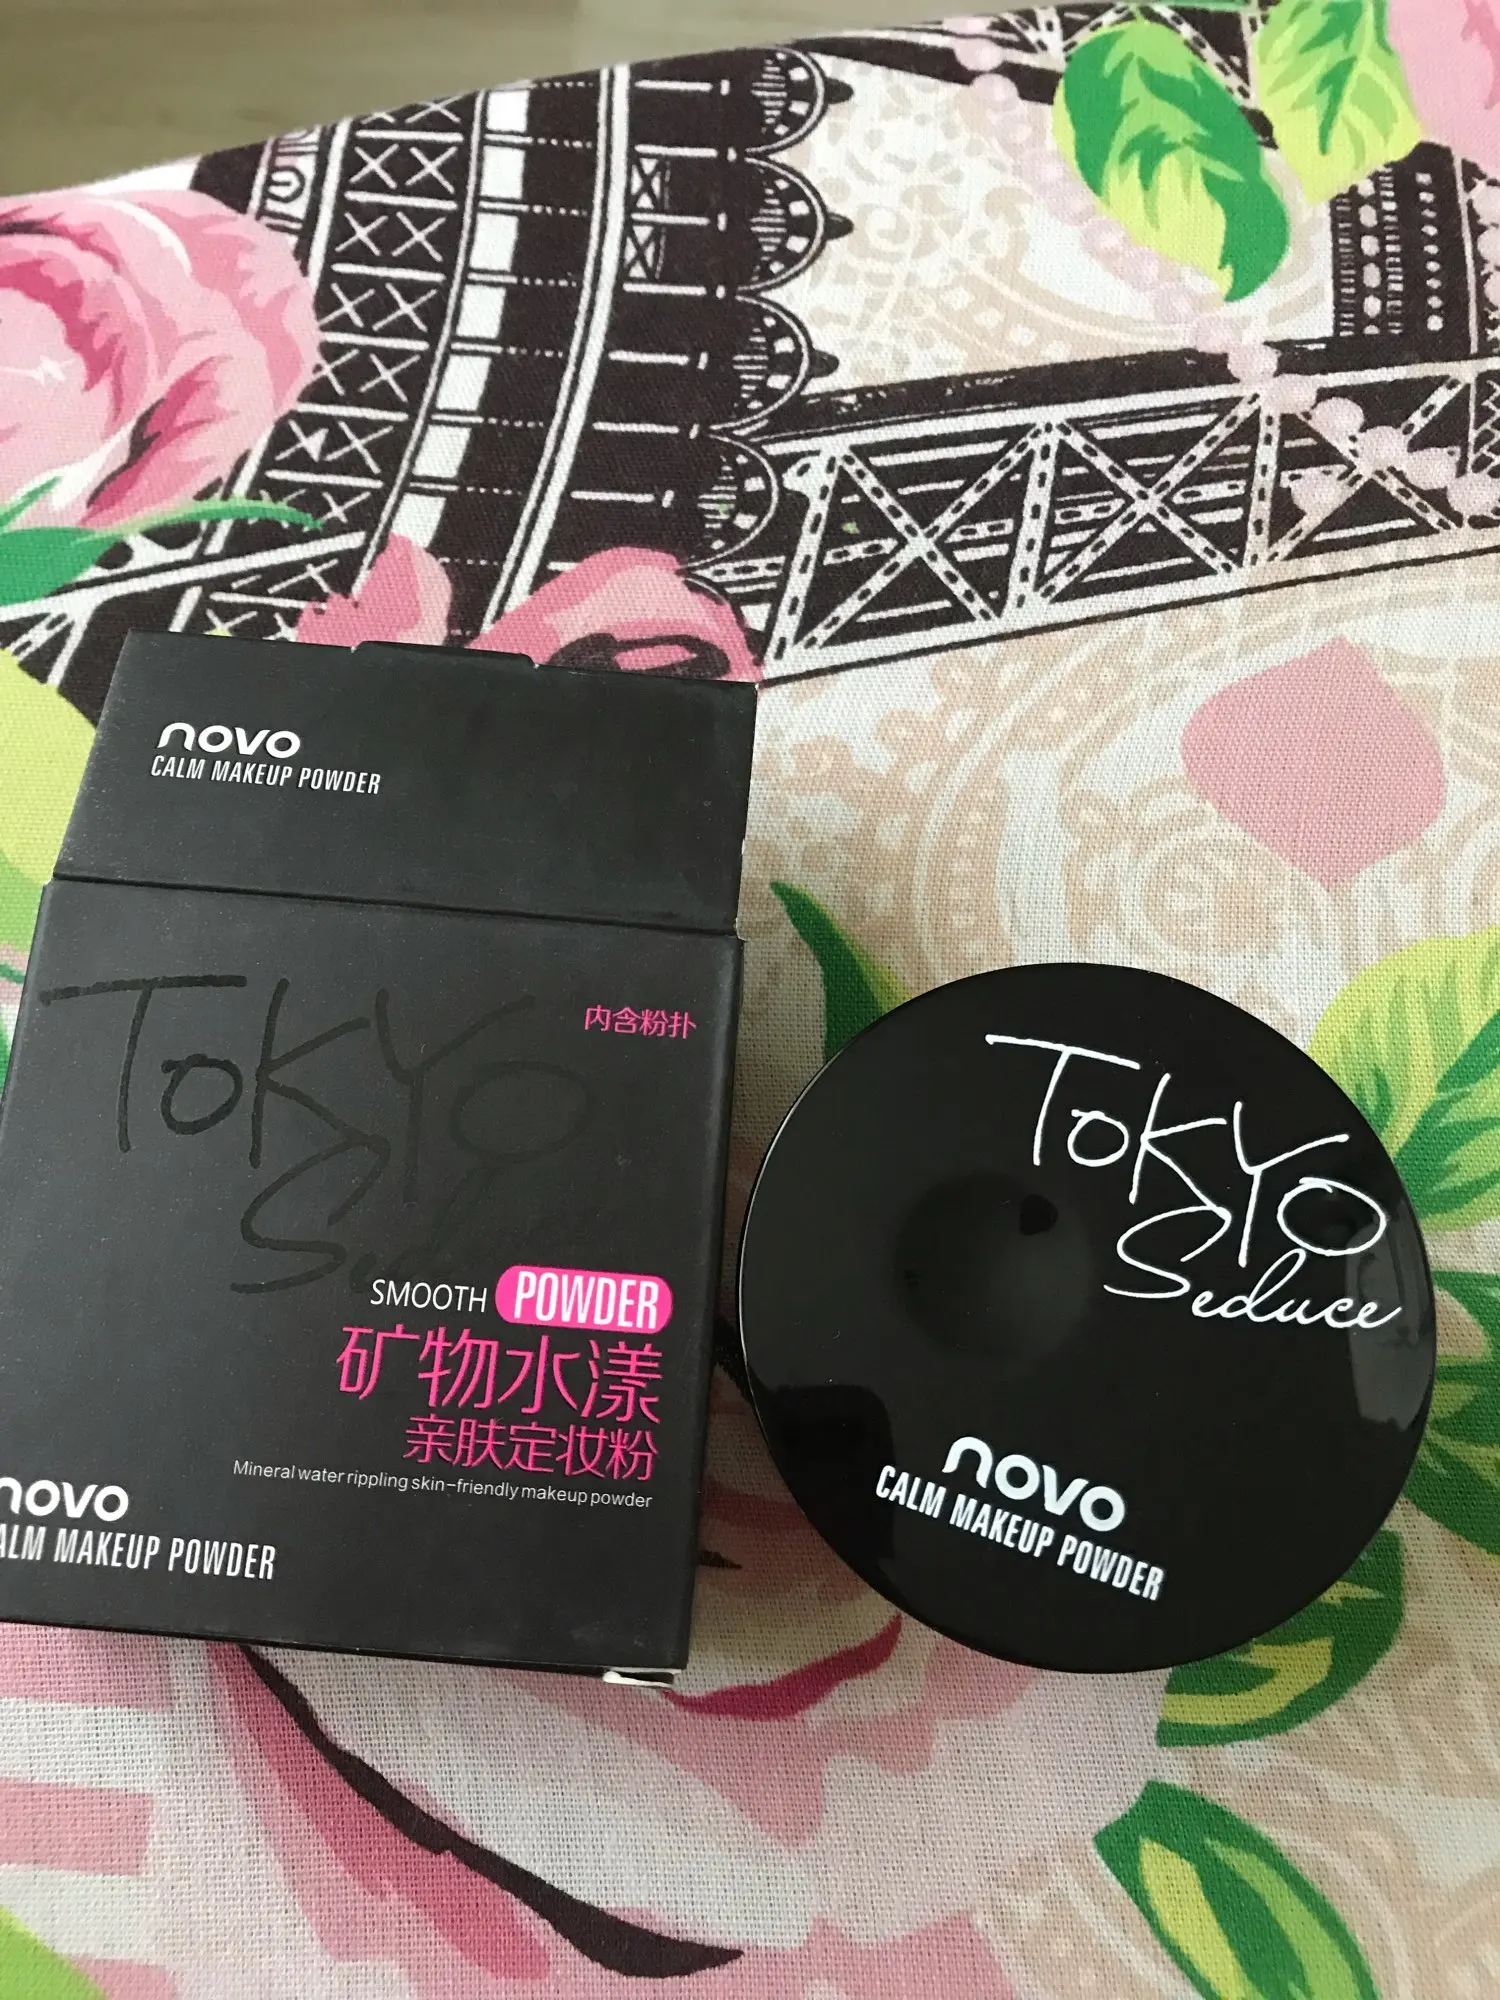 novo
CALM MAKEUP POWDER
TOKYO
内含粉扑
SMOOTH POWDER
矿物水漾
亲肤定妆粉
Mineral water rippling skin-friendly makeup powder
novo
CALM MAKEUP POWDER
TOKYO
Seduce
novo
CALM MAKEUP POWDER